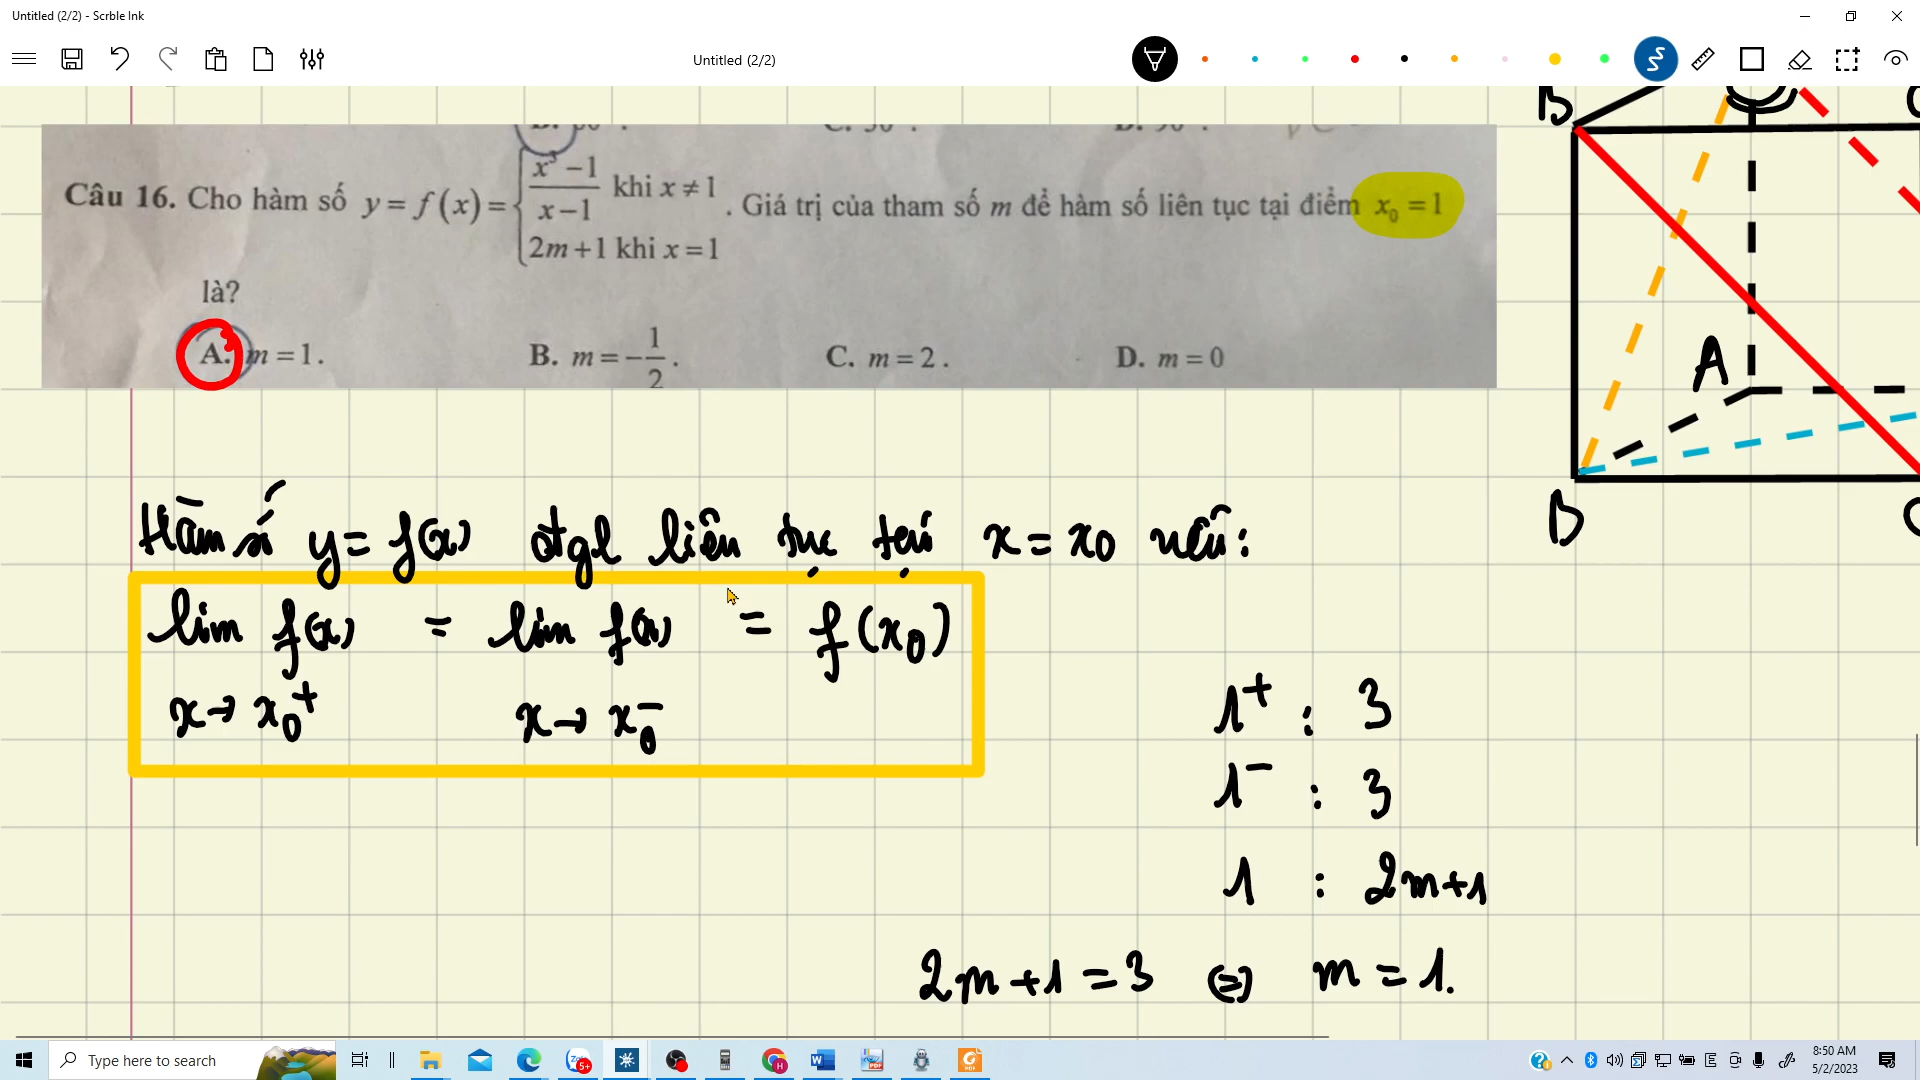 Untitled (2/2) - Scrble Ink
Untitled (2/2)
Câu 16. Cho hàm số y = f(x) = { (x³ − 1)/(x − 1) khi x ≠ 1 . Giá trị của tham số m để hàm số liên tục tại điểm x₀ = 1
2m + 1 khi x = 1
là?
A. m = 1. B. m = −1/2. C. m = 2. D. m = 0
B
A
B
Hàm số y = f(x) đtgl liên tục tại x = x₀ nếu:
lim f(x) = lim f(x) = f(x₀)
x → x₀⁺ x → x₀⁻
1⁺ : 3
1⁻ : 3
1 : 2m+1
2m+1 = 3 ⇔ m = 1.
Type here to search
8:50 AM
5/2/2023